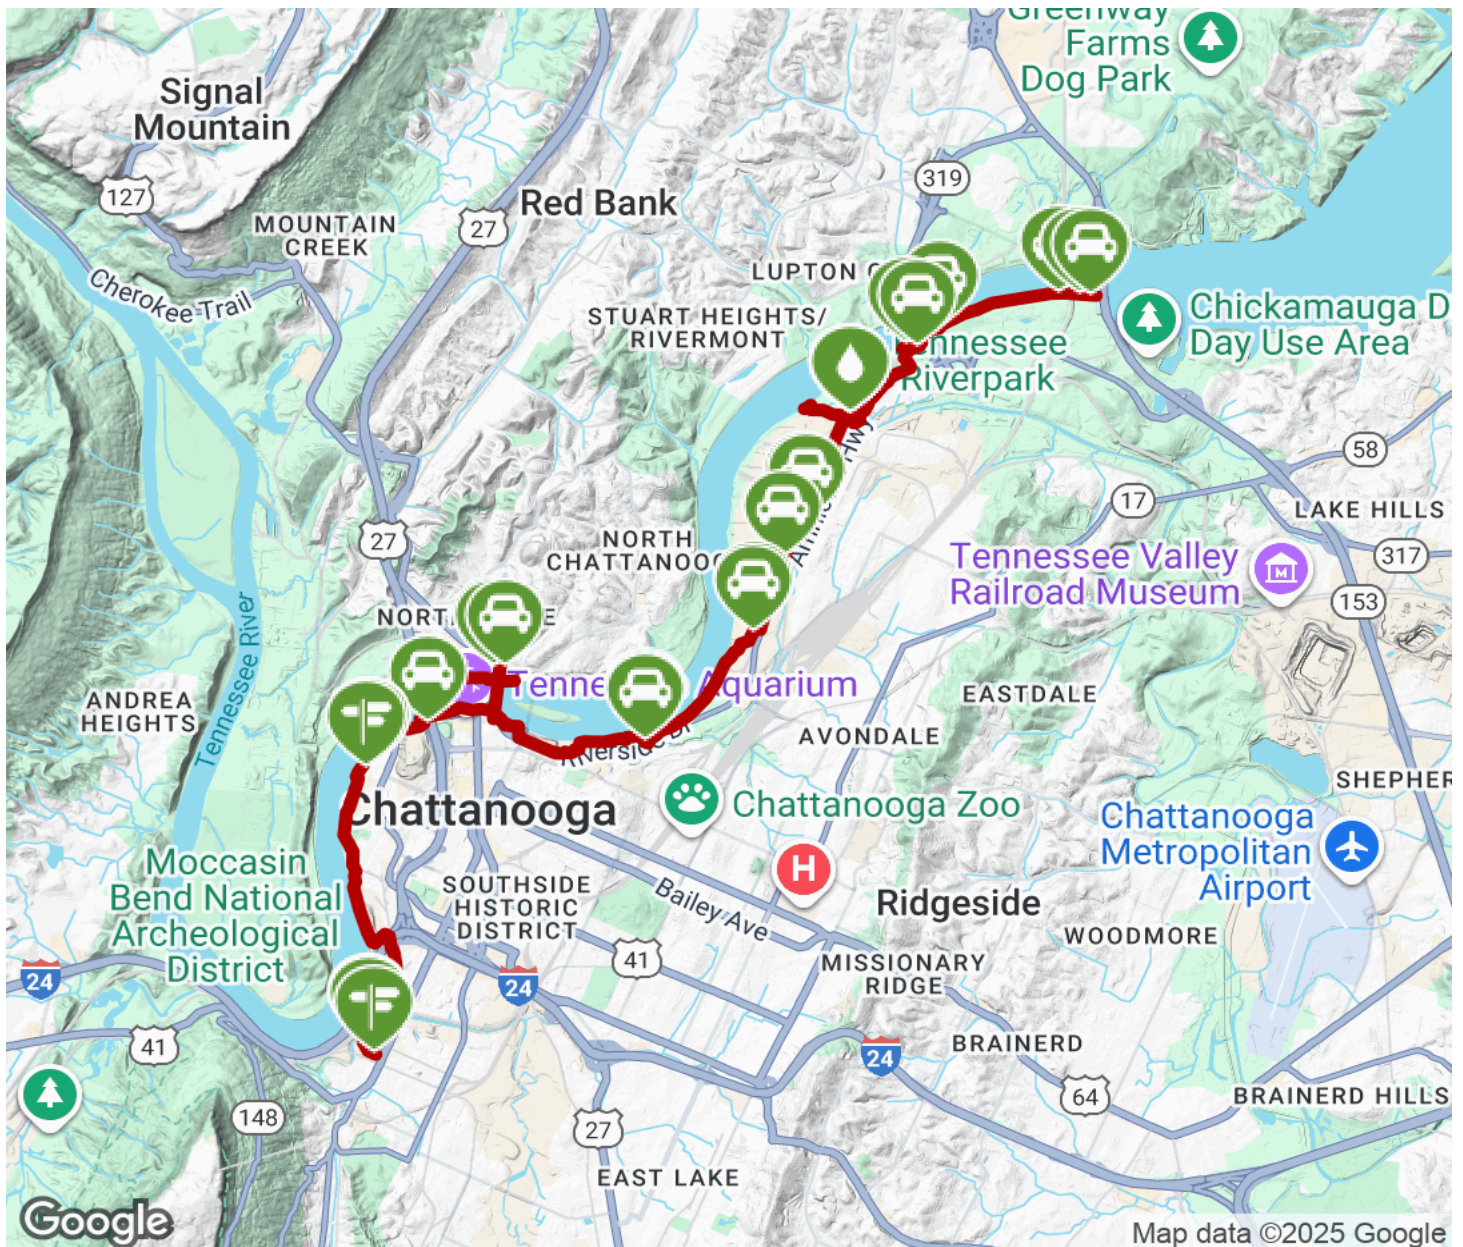 Greenway
Farms
Dog Park
Signal
Mountain
127
319
Red Bank
MOUNTAIN
CREEK
27
LUPTON C
Cherokee Trail
Chickamauga D
Day Use Area
STUART HEIGHTS/
RIVERMONT
nnessee
Riverpark
Hwy
58
17
LAKE HILLS
27
NORTH
CHATTANOO
317
Tennessee Valley
Railroad Museum
M
153
Tennessee River
NORT
E
Tenne
Aquarium
EASTDALE
ANDREA
HEIGHTS
Riverside Dr
AVONDALE
SHEPHER
Chattanooga
Chattanooga Zoo
Chattanooga
Metropolitan
Airport
Moccasin
Bend National
Archeological
District
H
SOUTHSIDE
HISTORIC
DISTRICT
Bailey Ave
Ridgeside
WOODMORE
24
41
24
MISSIONARY
RIDGE
41
24
BRAINERD
64
BRAINERD HILLS
148
27
EAST LAKE
Google
Map data ©2025 Google